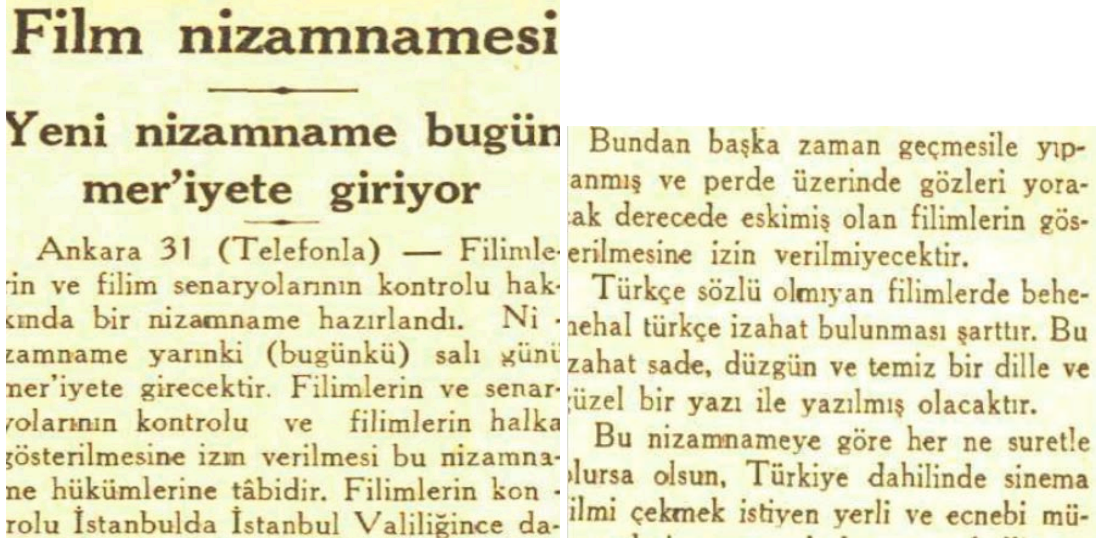 Film nizamnamesi
Yeni nizamname bugün
mer'iyete giriyor
Ankara 31 (Telefonla) — Filimle-
rin ve filim senaryolarının kontrolu hak-
kında bir nizamname hazırlandı. Ni -
zamname yarınki (bugünkü) salı günü
mer'iyete girecektir. Filimlerin ve senar-
yolarının kontrolu ve filimlerin halka
gösterilmesine izin verilmesi bu nizamna-
me hükümlerine tâbidir. Filimlerin kon -
rolu İstanbulda İstanbul Valiliğince da-
Bundan başka zaman geçmesile yıp-
anmış ve perde üzerinde gözleri yora-
cak derecede eskimiş olan filimlerin gös-
erilmesine izin verilmiyecektir.
Türkçe sözlü olmıyan filimlerde behe-
nehal türkçe izahat bulunması şarttır. Bu
zahat sade, düzgün ve temiz bir dille ve
güzel bir yazı ile yazılmış olacaktır.
Bu nizamnameye göre her ne suretle
olursa olsun, Türkiye dahilinde sinema
ilmi çekmek istiyen yerli ve ecnebi mü-